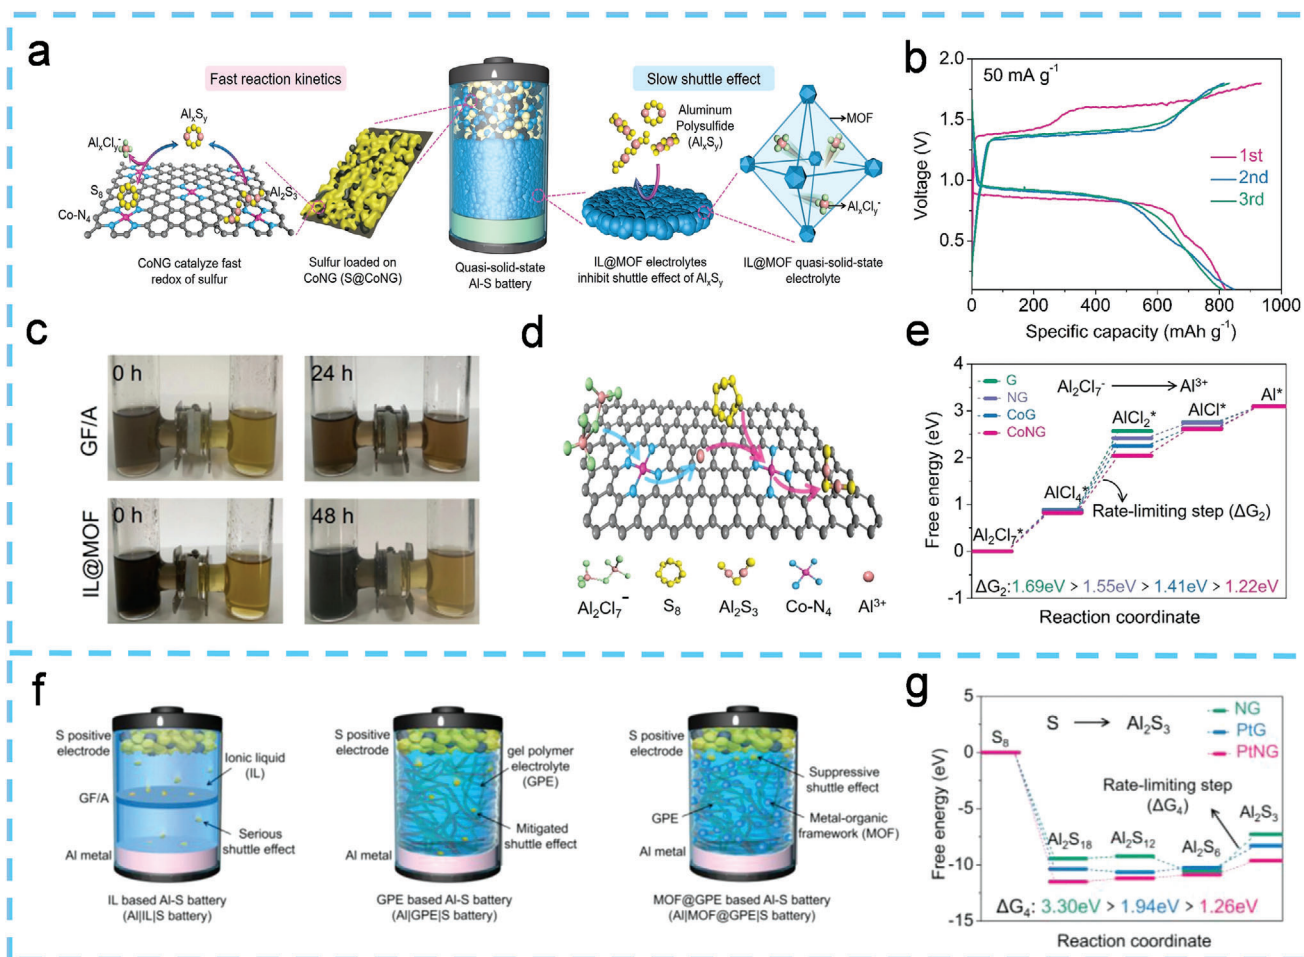 a
Fast reaction kinetics
AlxSy
AlxCly-
S8
Al2S3
Co-N4
CoNG catalyze fast
redox of sulfur
Sulfur loaded on
CoNG (S@CoNG)
Quasi-solid-state
Al-S battery
Slow shuttle effect
Aluminum
Polysulfide
(AlxSy)
MOF
AlxCly-
IL@MOF electrolytes
inhibit shuttle effect of AlxSy
IL@MOF quasi-solid-state
electrolyte
b
50 mA g-1
1st
2nd
3rd
Voltage (V)
2.0
1.5
1.0
0.5
0 200 400 600 800 1000
Specific capacity (mAh g-1)
c
GF/A
0 h
24 h
IL@MOF
0 h
48 h
d
Al2Cl7-
S8
Al2S3
Co-N4
Al3+
e
G
NG
CoG
CoNG
Al2Cl7- Al3+
Al2Cl7*
AlCl4*
AlCl2*
AlCl*
Al*
Rate-limiting step (ΔG2)
ΔG2:1.69eV > 1.55eV > 1.41eV > 1.22eV
Free energy (eV)
4
3
2
1
0
-1
Reaction coordinate
f
S positive
electrode
Ionic liquid
(IL)
GF/A
Serious
shuttle effect
Al metal
IL based Al-S battery
(Al|IL|S battery)
S positive
electrode
gel polymer
electrolyte
(GPE)
Mitigated
shuttle effect
Al metal
GPE based Al-S battery
(Al|GPE|S battery)
S positive
electrode
Suppressive
shuttle effect
GPE
Metal-organic
framework (MOF)
Al metal
MOF@GPE based Al-S battery
(Al|MOF@GPE|S battery)
g
S Al2S3
NG
PtG
PtNG
S8
Al2S18
Al2S12
Al2S6
Al2S3
Rate-limiting step
(ΔG4)
ΔG4: 3.30eV > 1.94eV > 1.26eV
Free energy (eV)
5
0
-5
-10
-15
Reaction coordinate